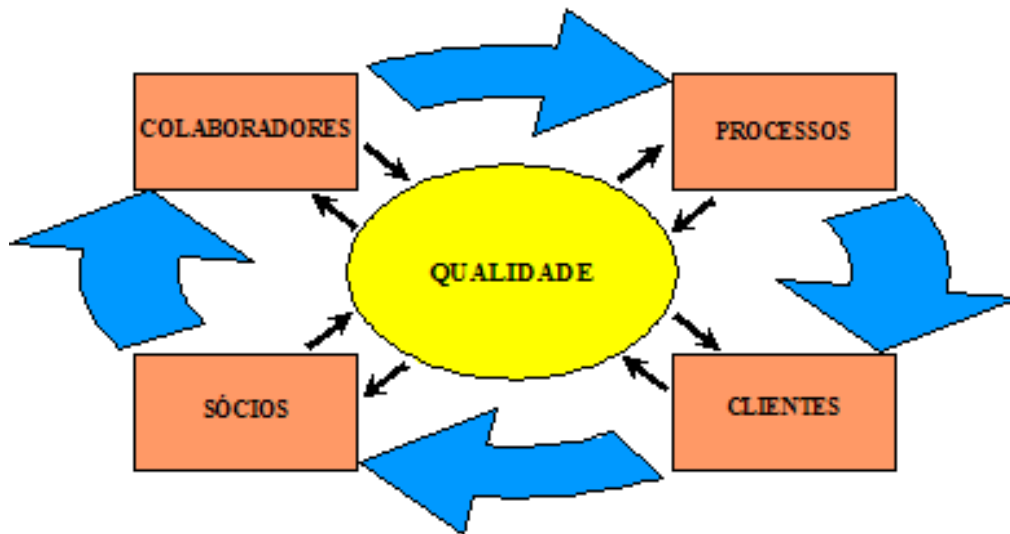 COLABORADORES
PROCESSOS
QUALIDADE
SÓCIOS
CLIENTES